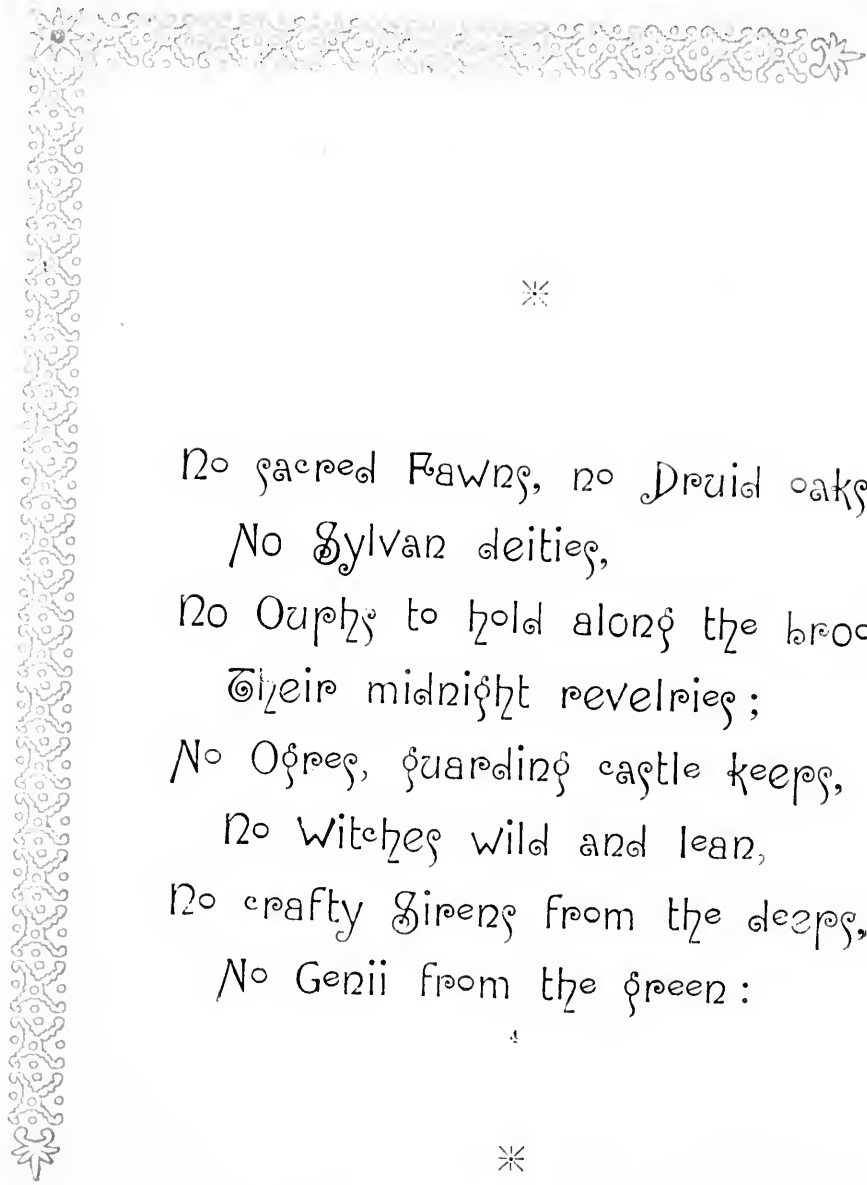 No sacred Fawns, no Druid oaks
No Sylvan deities,
No Ouphs to hold along the
Their midnight revelries ;
No Ogres, guarding castle keeps,
No Witches wild and lean,
No crafty Sirens from the deeps,
No Genii from the green :